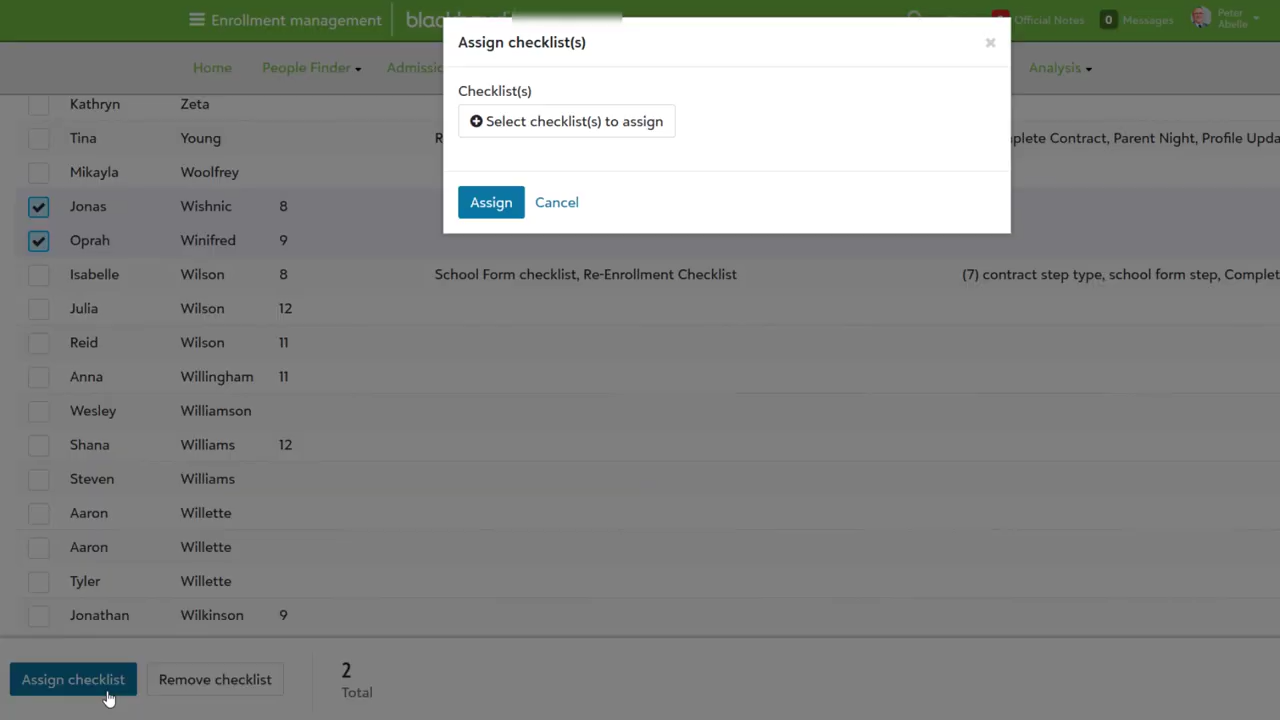 Enrollment management
Official Notes
0 Messages
Peter
Abelle
Home People Finder Analysis
Assign checklist(s)
Checklist(s)
Select checklist(s) to assign
Assign Cancel
Kathryn Zeta
Tina Young Contract, Parent Night, Profile
Mikayla Woolfrey
Jonas Wishnic 8
Oprah Winifred 9
Isabelle Wilson 8 School Form checklist, Re-Enrollment Checklist (7) contract step type, school form step,
Julia Wilson 12
Reid Wilson 11
Anna Willingham 11
Wesley Williamson
Shana Williams 12
Steven Williams
Aaron Willette
Aaron Willette
Tyler Willette
Jonathan Wilkinson 9
Assign checklist Remove checklist 2
Total